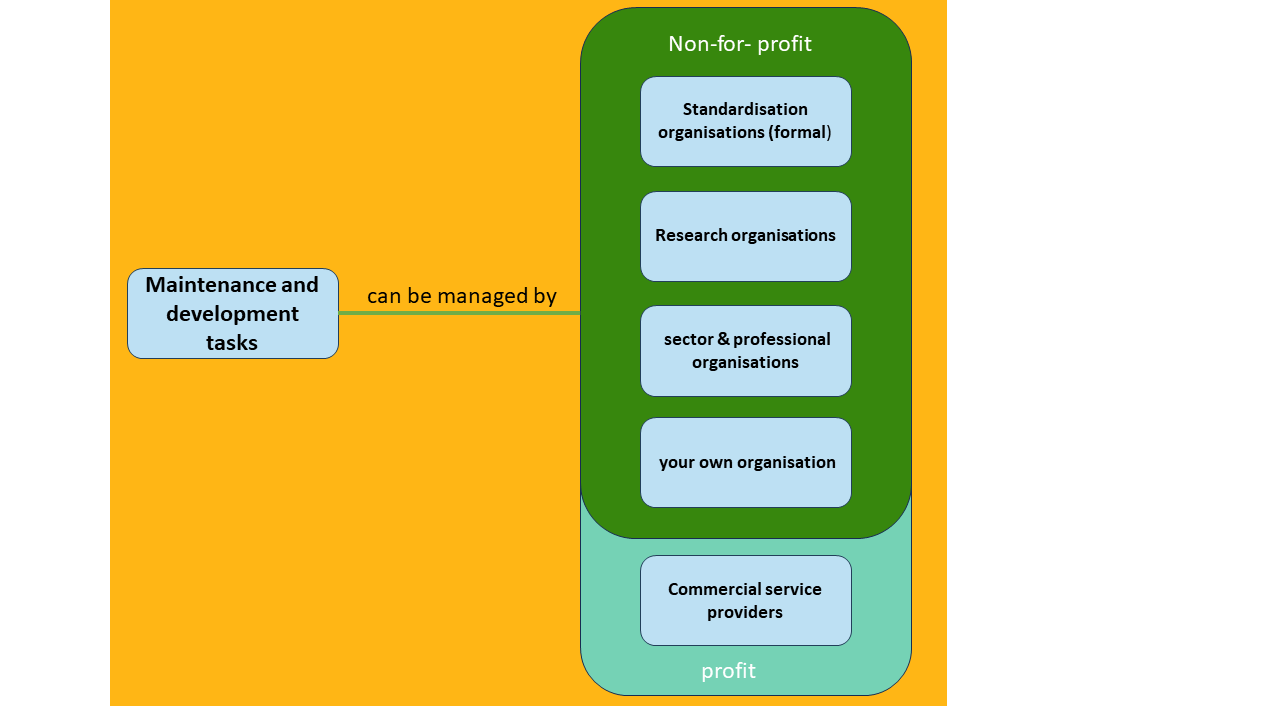 Non-for- profit
Standardisation
organisations (formal)
Research organisations
Maintenance and
development
tasks
can be managed by
sector & professional
organisations
your own organisation
Commercial service
providers
profit